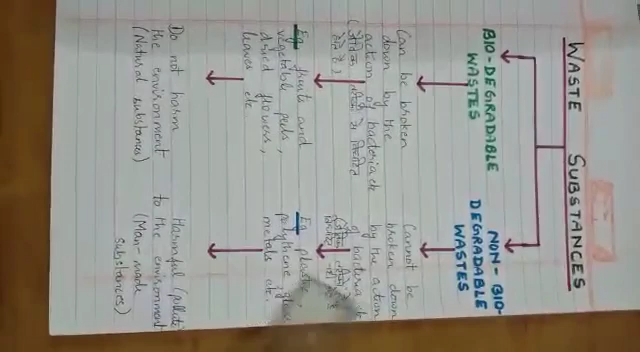 WASTE SUBSTANCES
BIO-DEGRADABLE
WASTES
Can be broken
down by the
action of bacteria etc
Eg fruits and
vegetable peels,
dried flowers,
leaves etc
Do not harm
the environment
(Natural substances)
NON-BIO-
DEGRADABLE
WASTES
Cannot be
broken down
by the action
of bacteria etc
Eg plastic,
polythene, glass
metals etc.
Harmful (pollute
to the environment
(Man-made
substances)